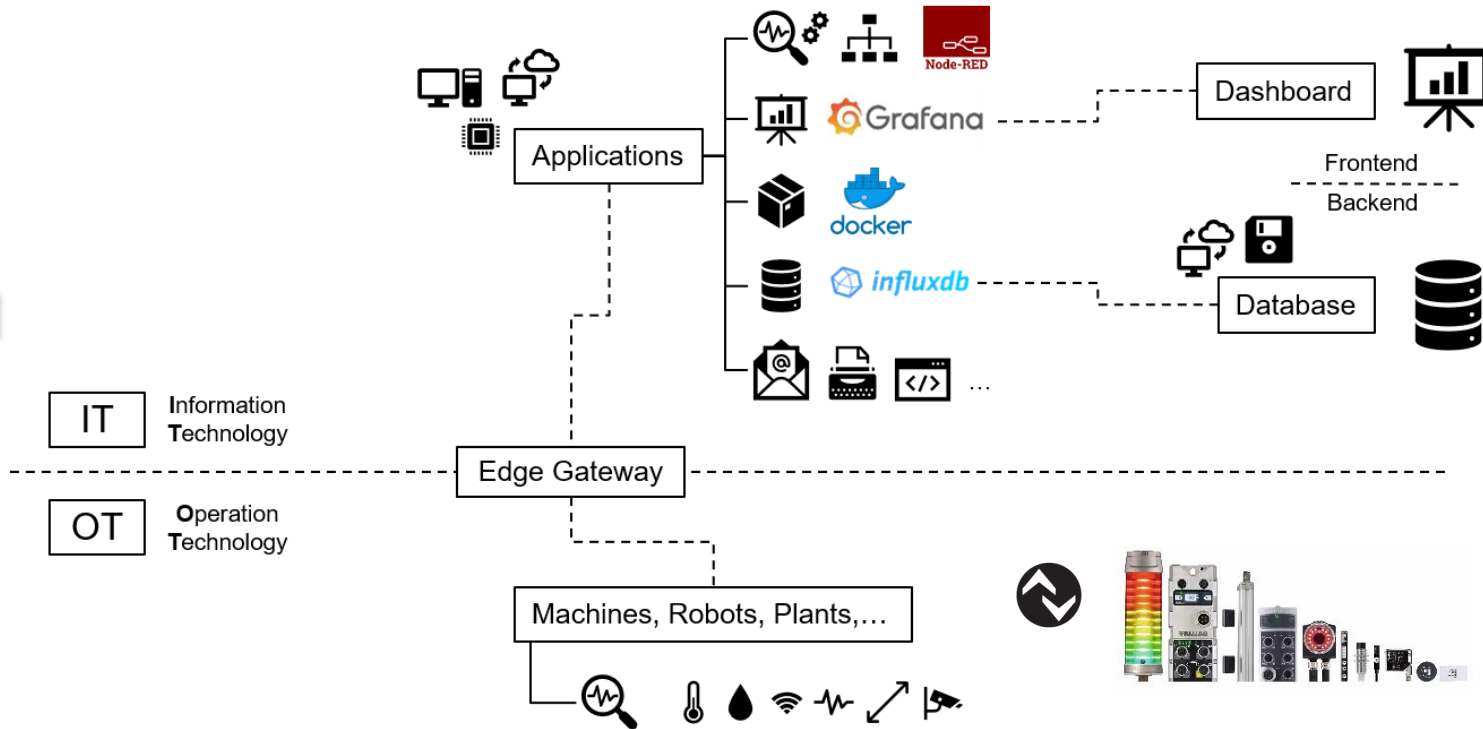 Node-RED
Applications
Grafana
Dashboard
Frontend
Backend
docker
influxdb
Database
@
</>
...
IT
Information
Technology
Edge Gateway
OT
Operation
Technology
Machines, Robots, Plants,...